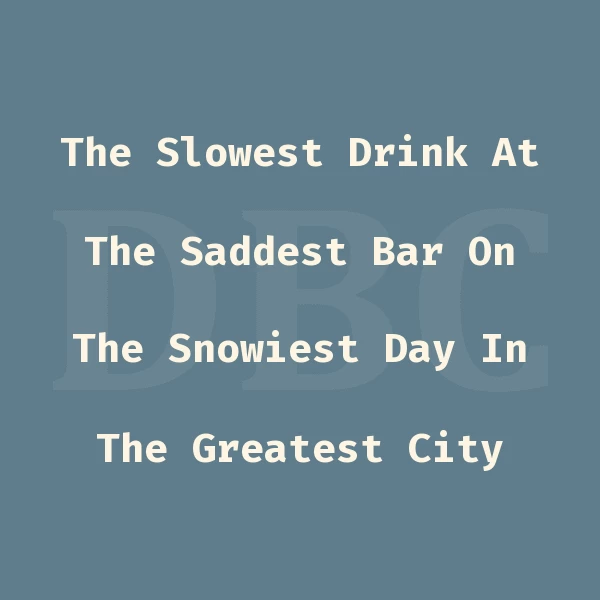 The Slowest Drink At
The Saddest Bar On
The Snowiest Day In
The Greatest City
DBC